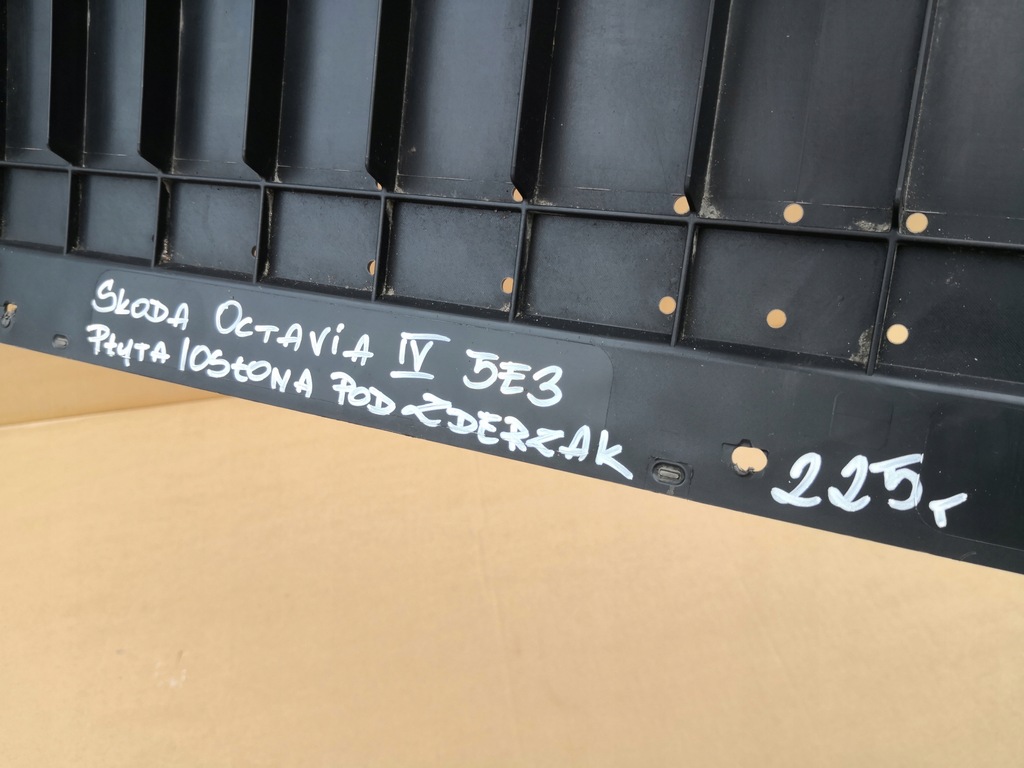 SKODA OCTAVIA IV 5E3
PŁYTA / OSŁONA POD ZDERZAK
225r